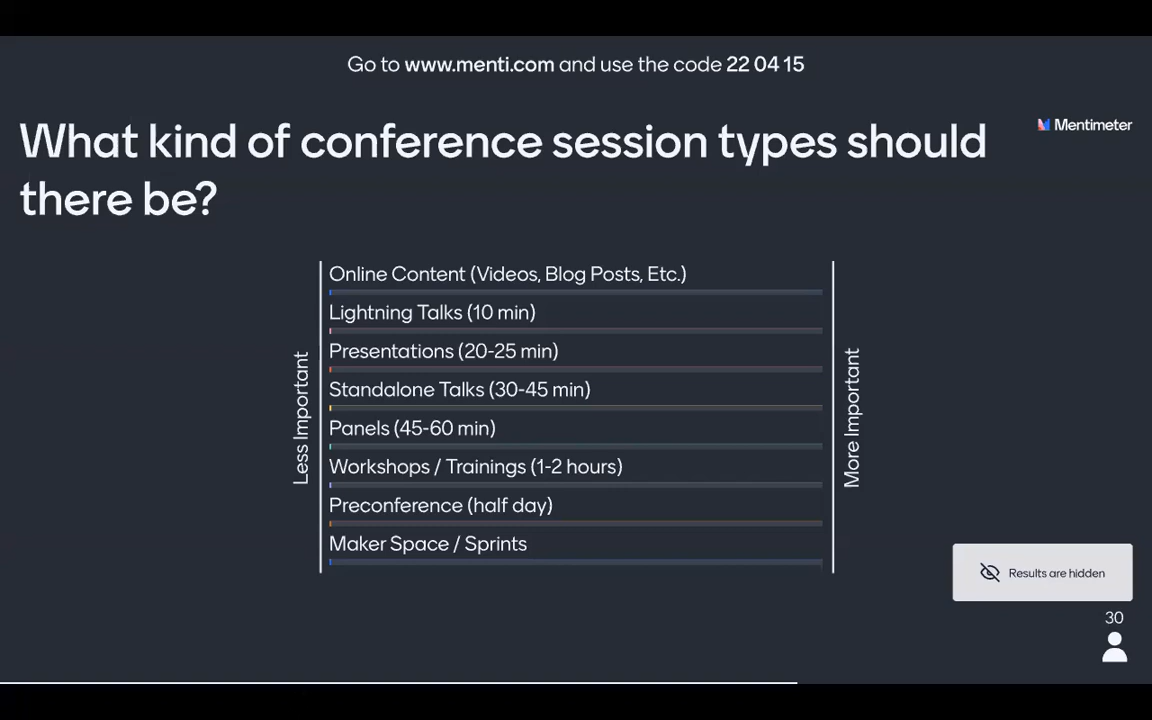 Go to www.menti.com and use the code 22 04 15
Mentimeter
What kind of conference session types should
there be?
Online Content (Videos, Blog Posts, Etc.)
Lightning Talks (10 min)
Presentations (20-25 min)
Standalone Talks (30-45 min)
Panels (45-60 min)
Workshops / Trainings (1-2 hours)
Preconference (half day)
Maker Space / Sprints
Less Important
More Important
Results are hidden
30